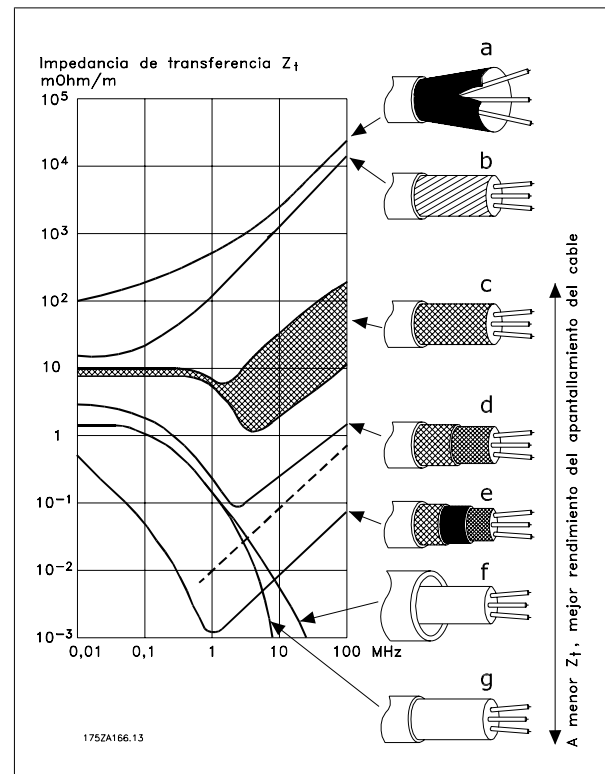 Impedancia de transferencia Zt
mOhm/m
10⁵
10⁴
10³
10²
10
1
10⁻¹
10⁻²
10⁻³
0,01 0,1 1 10 100 MHz
a
b
c
d
e
f
g
A menor Zt, mejor rendimiento del apantallamiento del cable
175ZA166.13